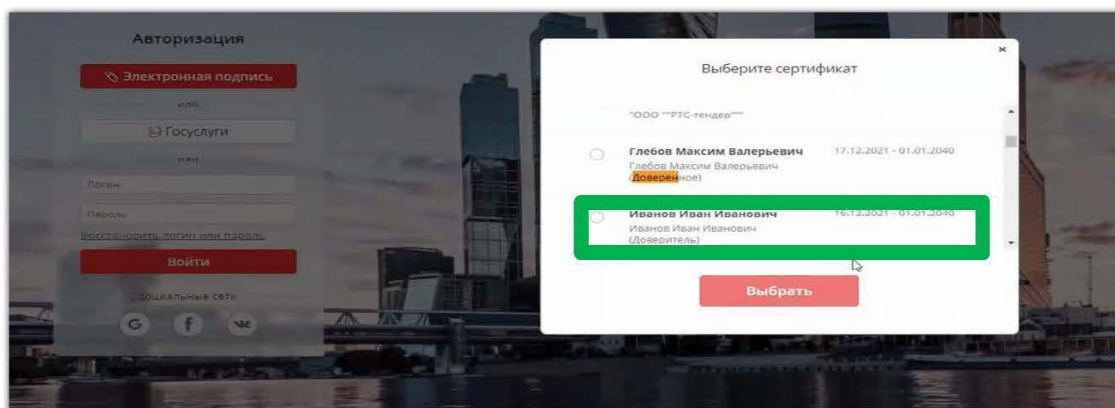 Авторизация
Электронная подпись
или
Госуслуги
или
Логин
Пароль
Восстановить логин или пароль
Войти
Социальные сети
G f
Выберите сертификат
"ООО ""РТС-тендер"""
Глебов Максим Валерьевич 17.12.2021 - 01.01.2040
Глебов Максим Валерьевич
(Доверенное)
Иванов Иван Иванович 16.12.2021 - 01.01.2040
Иванов Иван Иванович
(Доверитель)
Выбрать